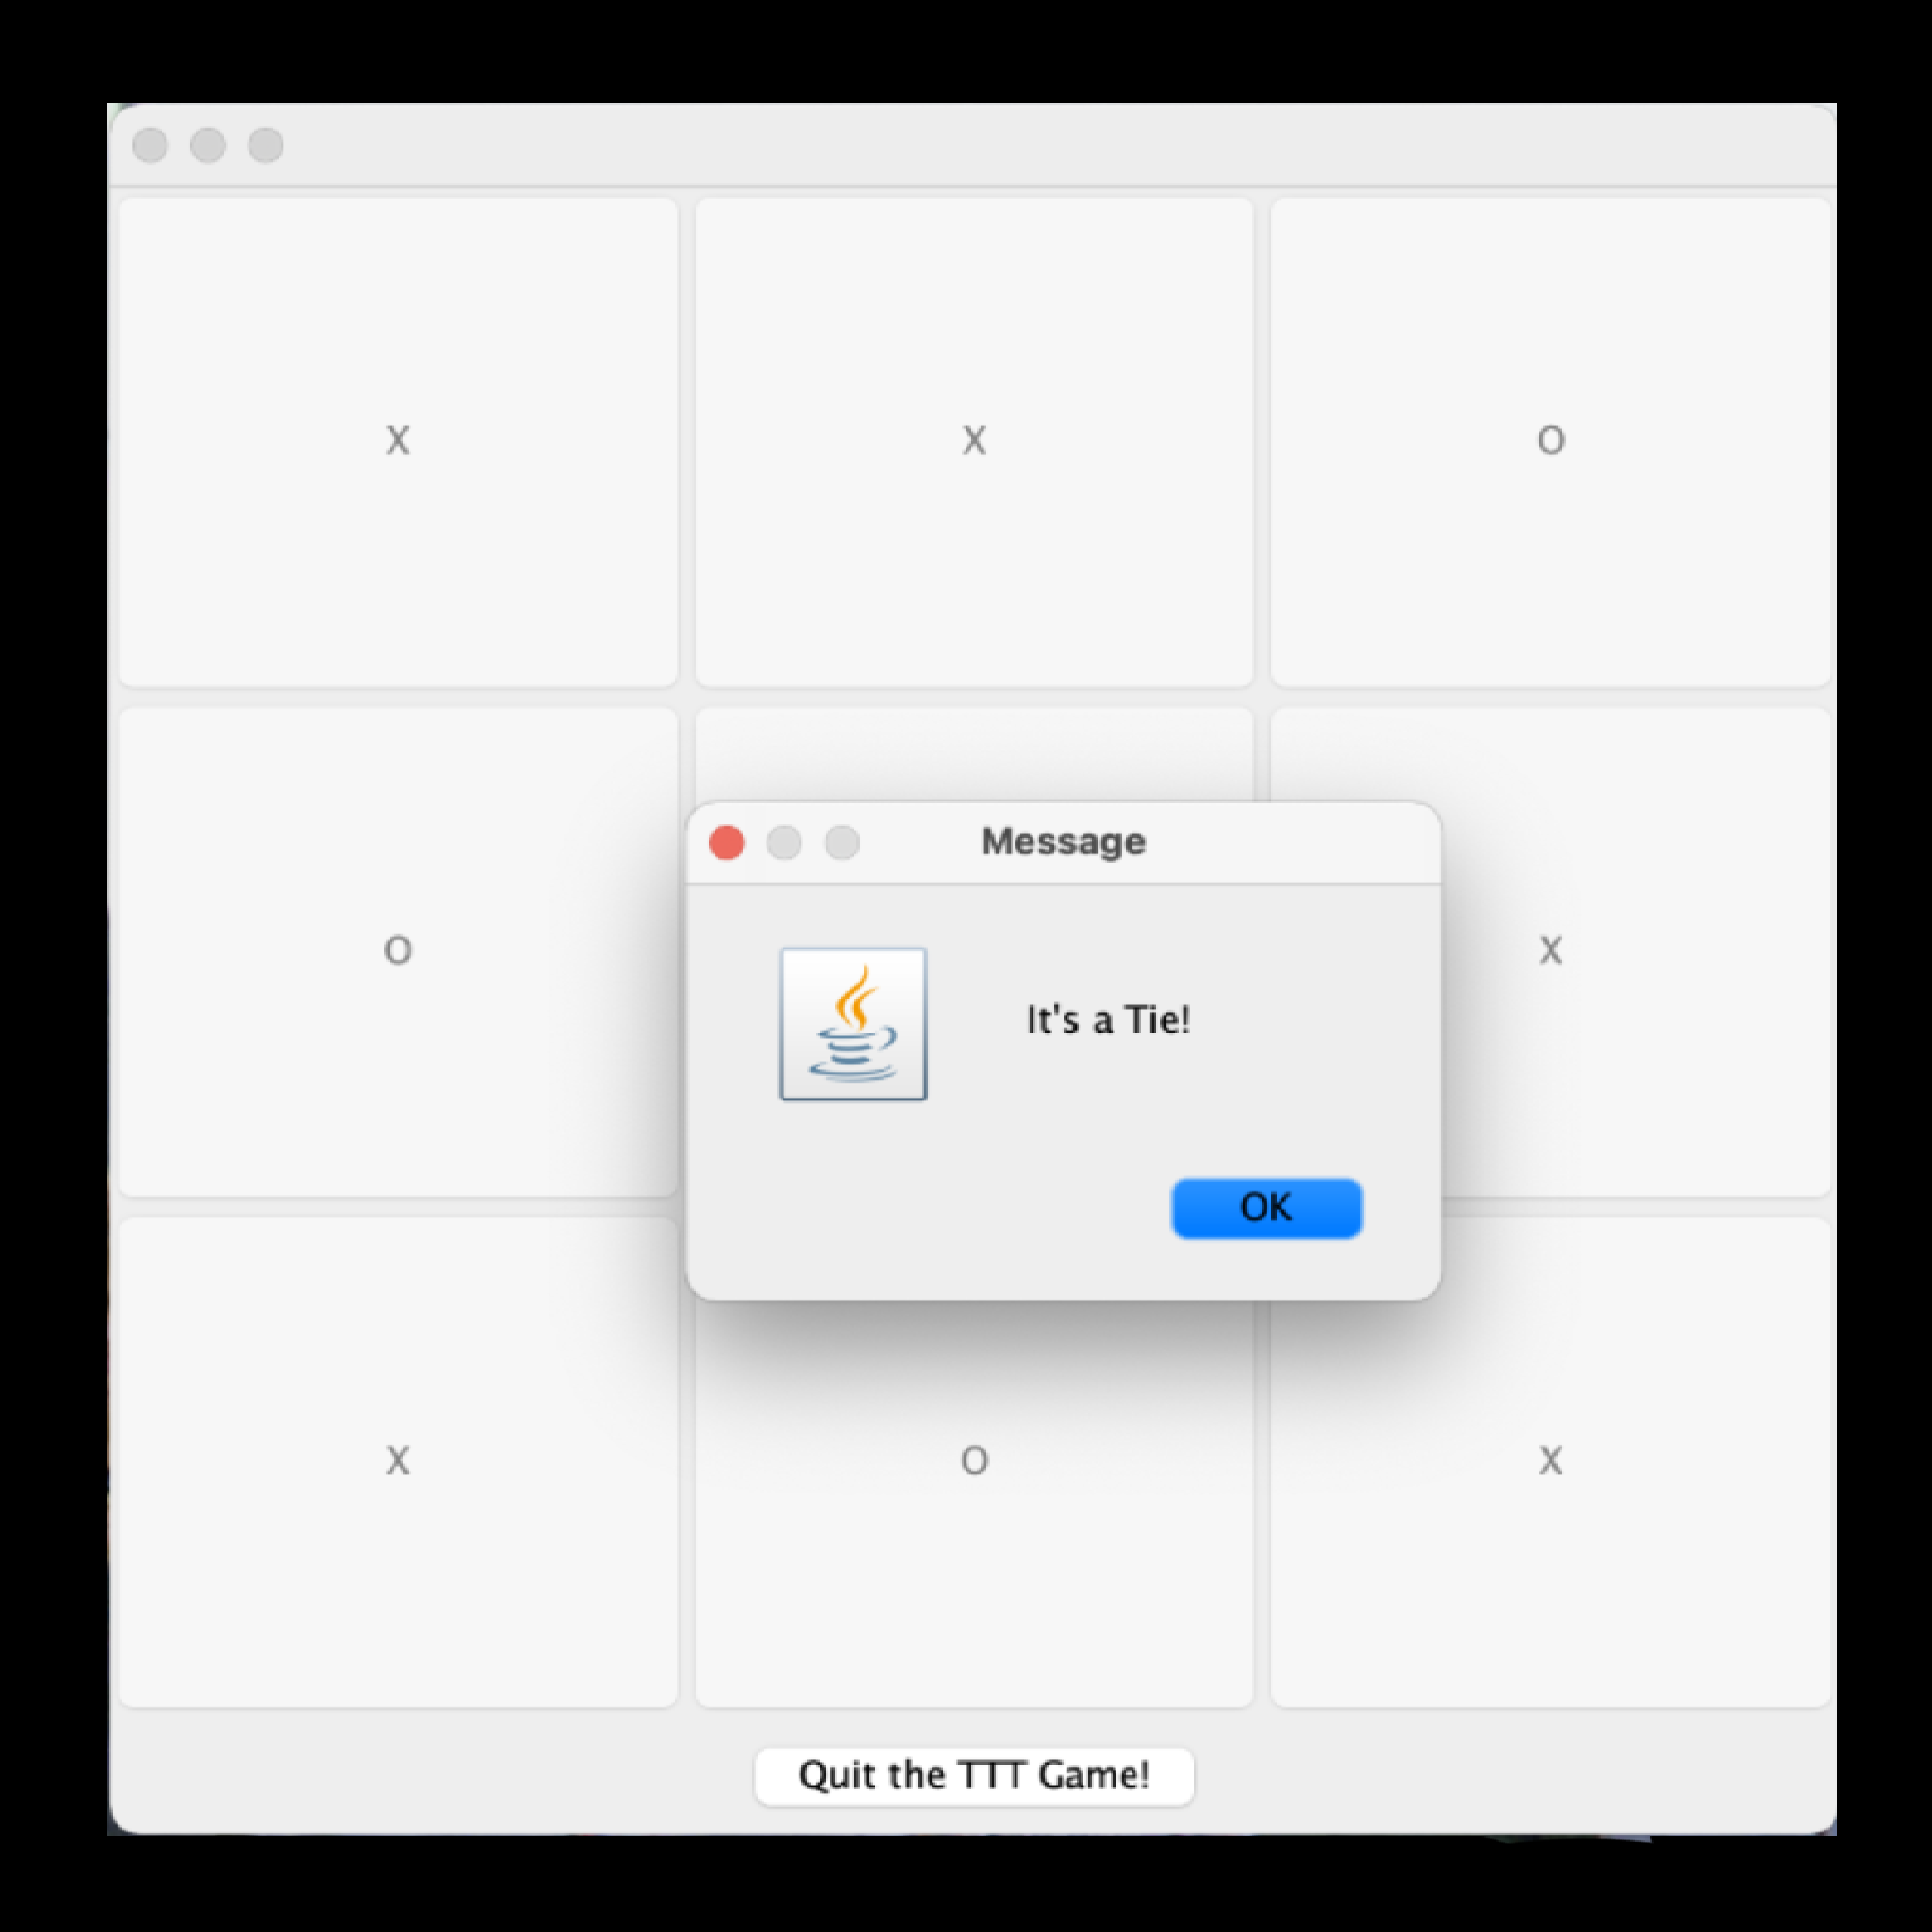 X X O
O X
Message
It's a Tie!
OK
X O X
Quit the TTT Game!